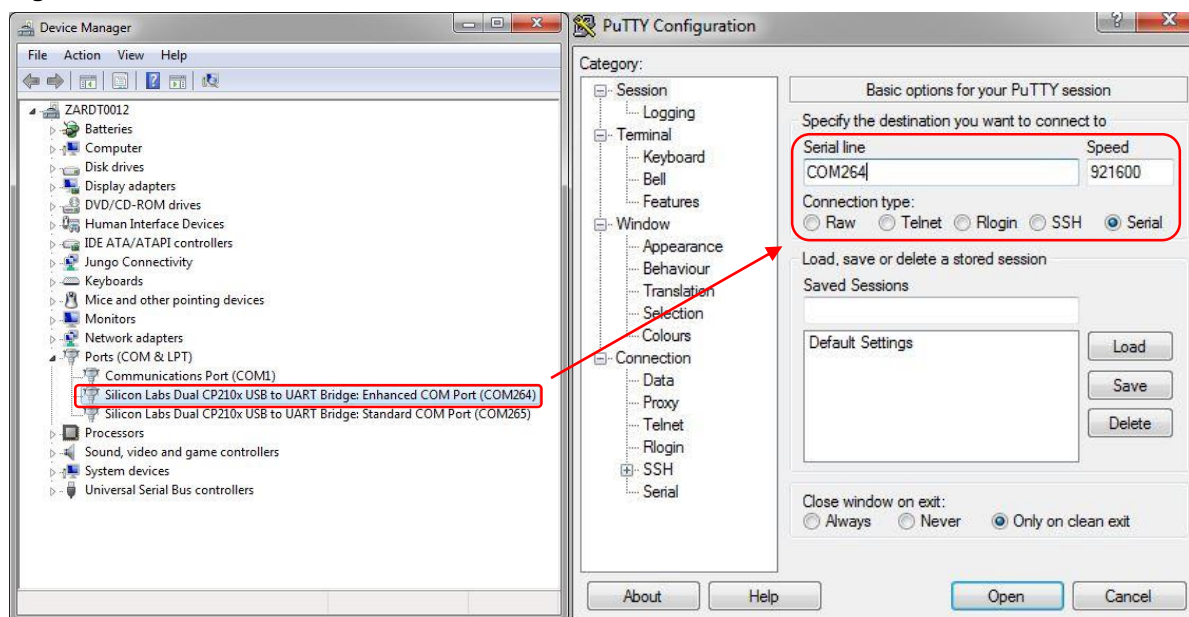 Device Manager
File Action View Help
ZARDT0012
Batteries
Computer
Disk drives
Display adapters
DVD/CD-ROM drives
Human Interface Devices
IDE ATA/ATAPI controllers
Jungo Connectivity
Keyboards
Mice and other pointing devices
Monitors
Network adapters
Ports (COM & LPT)
Communications Port (COM1)
Silicon Labs Dual CP210x USB to UART Bridge: Enhanced COM Port (COM264)
Silicon Labs Dual CP210x USB to UART Bridge: Standard COM Port (COM265)
Processors
Sound, video and game controllers
System devices
Universal Serial Bus controllers
PuTTY Configuration
Category:
Session
Logging
Terminal
Keyboard
Bell
Features
Window
Appearance
Behaviour
Translation
Selection
Colours
Connection
Data
Proxy
Telnet
Rlogin
SSH
Serial
Basic options for your PuTTY session
Specify the destination you want to connect to
Serial line Speed
COM264 921600
Connection type:
Raw Telnet Rlogin SSH Serial
Load, save or delete a stored session
Saved Sessions
Default Settings
Load
Save
Delete
Close window on exit:
Always Never Only on clean exit
About Help Open Cancel